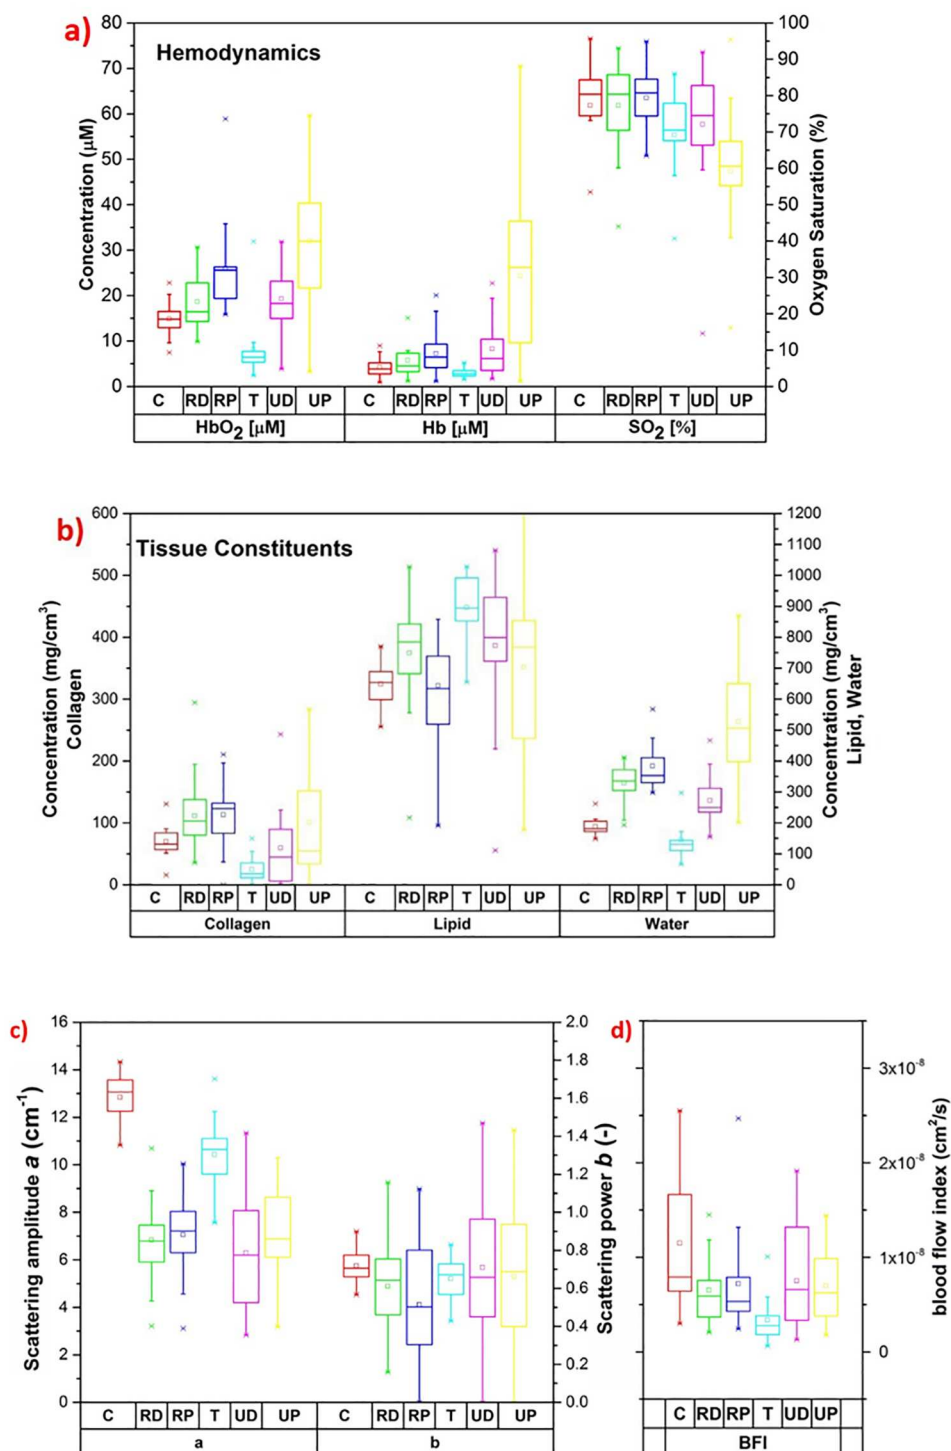 a)
Hemodynamics
Concentration (μM)
80
70
60
50
40
30
20
10
0
100
90
80
70
60
50
40
30
20
10
0
Oxygen Saturation (%)
C RD RP T UD UP C RD RP T UD UP C RD RP T UD UP
HbO2 [μM] Hb [μM] SO2 [%]
b)
Tissue Constituents
Concentration (mg/cm3)
Collagen
600
500
400
300
200
100
0
1200
1100
1000
900
800
700
600
500
400
300
200
100
0
Concentration (mg/cm3)
Lipid, Water
C RD RP T UD UP C RD RP T UD UP C RD RP T UD UP
Collagen Lipid Water
c)
Scattering amplitude a (cm-1)
16
14
12
10
8
6
4
2
0
2.0
1.8
1.6
1.4
1.2
1.0
0.8
0.6
0.4
0.2
0.0
Scattering power b (-)
C RD RP T UD UP C RD RP T UD UP
a b
d)
3x10-8
2x10-8
1x10-8
0
blood flow index (cm2/s)
C RD RP T UD UP
BFI